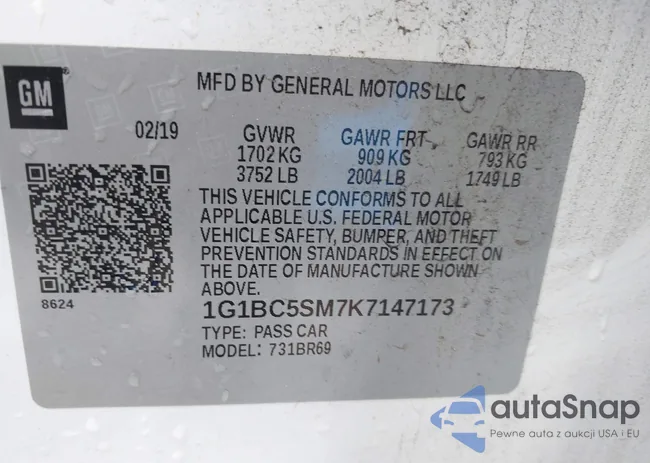 GM®
MFD BY GENERAL MOTORS LLC
02/19 GVWR GAWR FRT GAWR RR
1702 KG 909 KG 793 KG
3752 LB 2004 LB 1749 LB
THIS VEHICLE CONFORMS TO ALL
APPLICABLE U.S. FEDERAL MOTOR
VEHICLE SAFETY, BUMPER, AND THEFT
PREVENTION STANDARDS IN EFFECT ON
THE DATE OF MANUFACTURE SHOWN
ABOVE.
8624
1G1BC5SM7K7147173
TYPE: PASS CAR
MODEL: 731BR69
autaSnap
Pewne auta z aukcji USA i EU